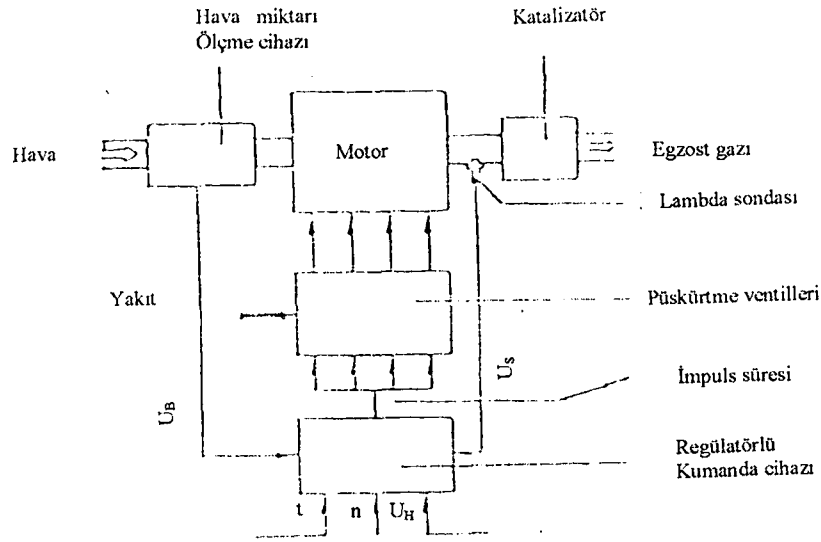 Hava miktarı
Ölçme cihazı
Katalizatör
Hava
Motor
Egzost gazı
Lambda sondası
Yakıt
Püskürtme ventilleri
U_S
İmpuls süresi
U_B
Regülatörlü
Kumanda cihazı
t n U_H